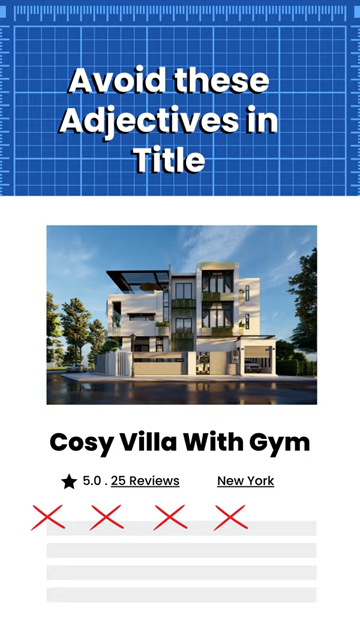 Avoid these
Adjectives in
Title
Cosy Villa With Gym
5.0 . 25 Reviews New York